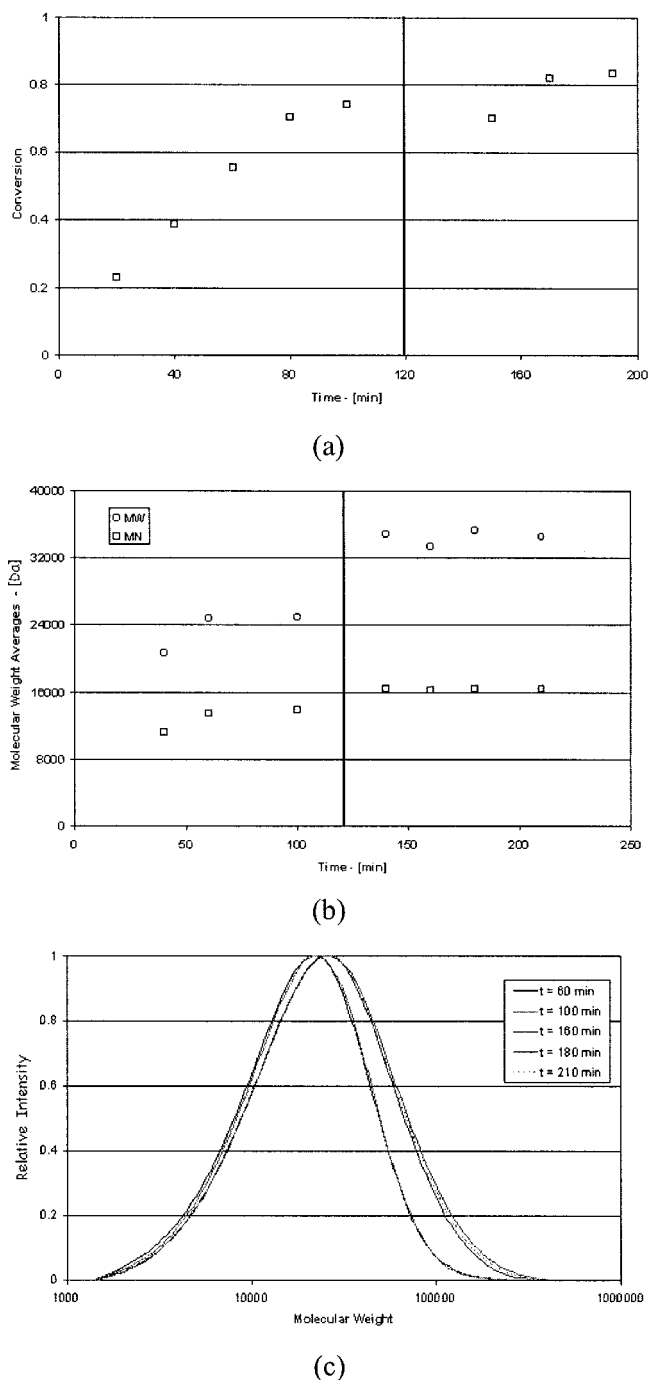 1
0.8
0.6
0.4
0.2
0
Conversion
0 40 80 120 160 200
Time - [min]
(a)
40000
32000
24000
16000
8000
0
Molecular Weight Averages - [Da]
MW
MN
0 50 100 150 200 250
Time - [min]
(b)
1
0.8
0.6
0.4
0.2
0
Relative Intensity
t = 60 min
t = 100 min
t = 160 min
t = 180 min
t = 210 min
1000 10000 100000 1000000
Molecular Weight
(c)